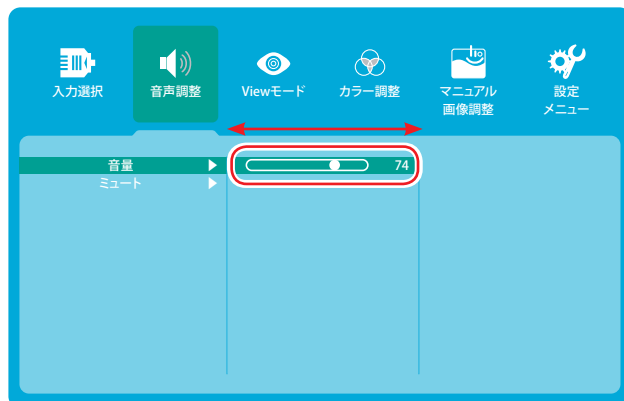 入力選択
音声調整
Viewモード
カラー調整
マニュアル
画像調整
設定
メニュー
音量
74
ミュート